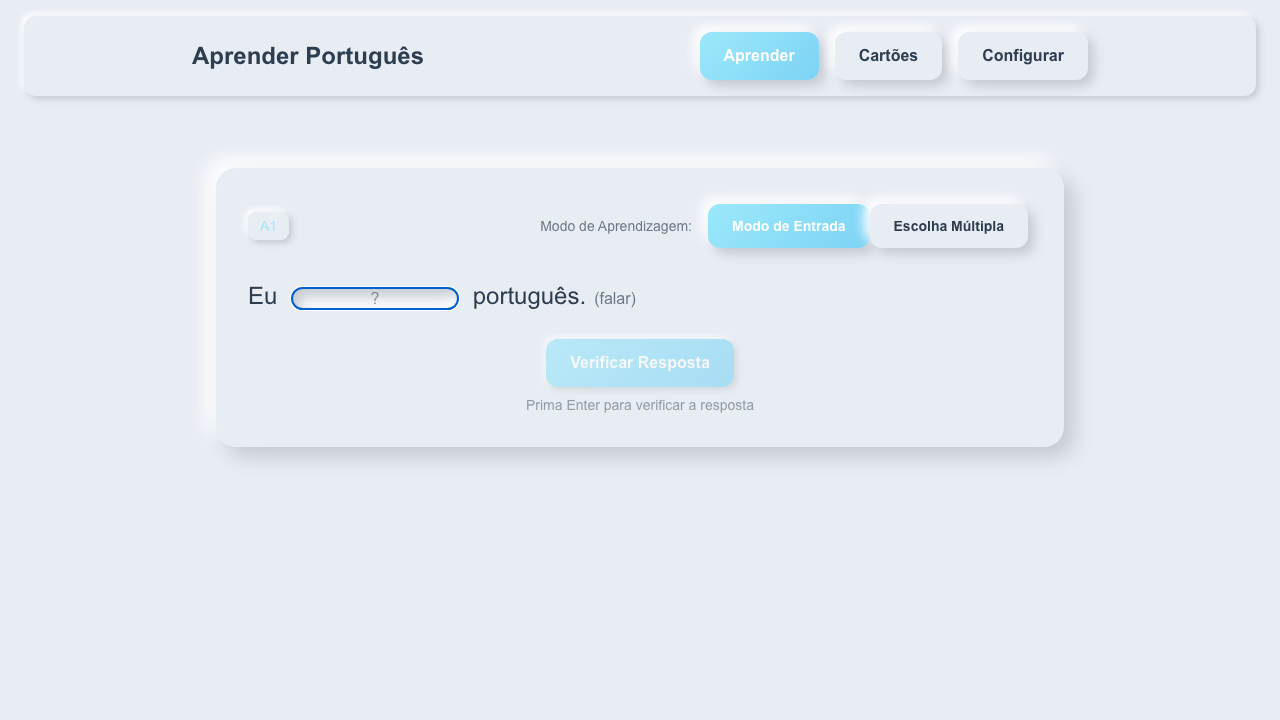 Aprender Português
Aprender
Cartões
Configurar
A1
Modo de Aprendizagem:
Modo de Entrada
Escolha Múltipla
Eu ? português. (falar)
Verificar Resposta
Prima Enter para verificar a resposta